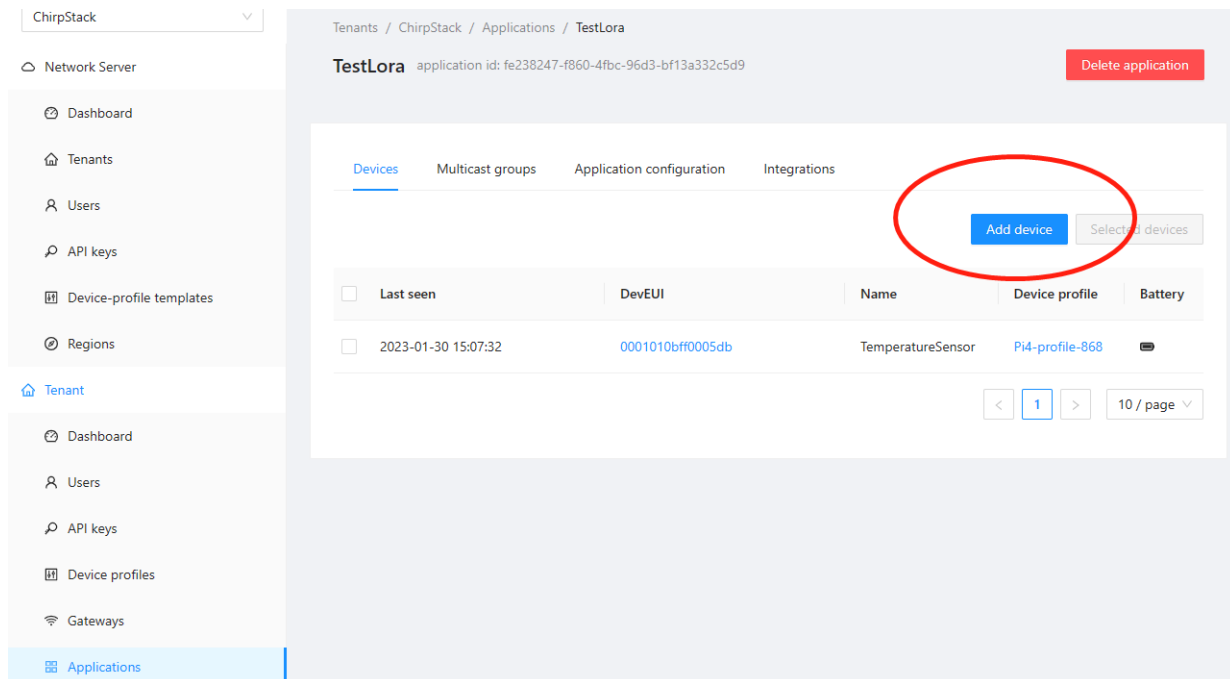 ChirpStack
Network Server
Dashboard
Tenants
Users
API keys
Device-profile templates
Regions
Tenant
Dashboard
Users
API keys
Device profiles
Gateways
Applications
Tenants / ChirpStack / Applications / TestLora
TestLora application id: fe238247-f860-4fbc-96d3-bf13a332c5d9
Delete application
Devices Multicast groups Application configuration Integrations
Add device Selected devices
Last seen DevEUI Name Device profile Battery
2023-01-30 15:07:32 0001010bff0005db TemperatureSensor Pi4-profile-868
< 1 > 10 / page